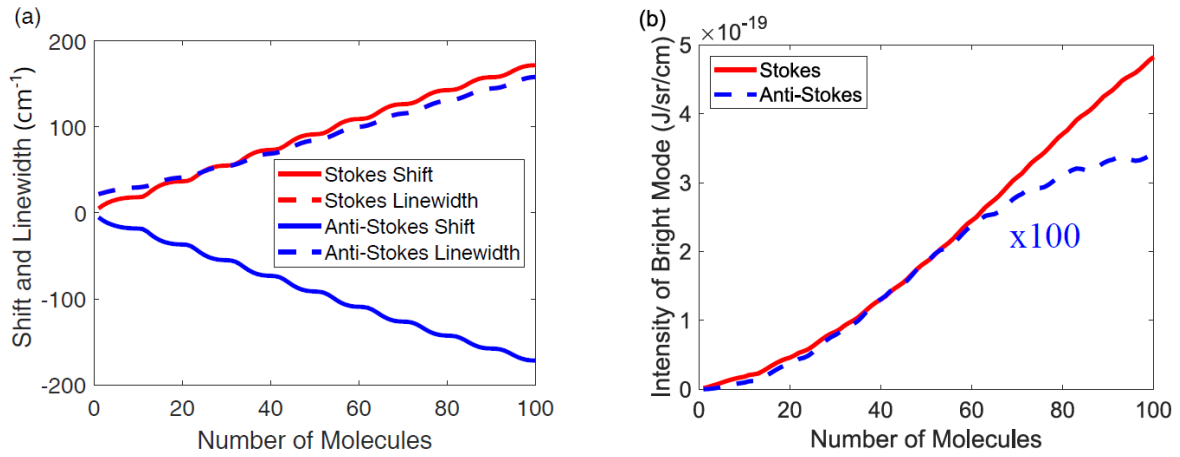 (a)
200
100
0
-100
-200
Shift and Linewidth (cm⁻¹)
Stokes Shift
Stokes Linewidth
Anti-Stokes Shift
Anti-Stokes Linewidth
0 20 40 60 80 100
Number of Molecules
(b)
×10⁻¹⁹
5
4
3
2
1
0
Intensity of Bright Mode (J/sr/cm)
Stokes
Anti-Stokes
x100
0 20 40 60 80 100
Number of Molecules